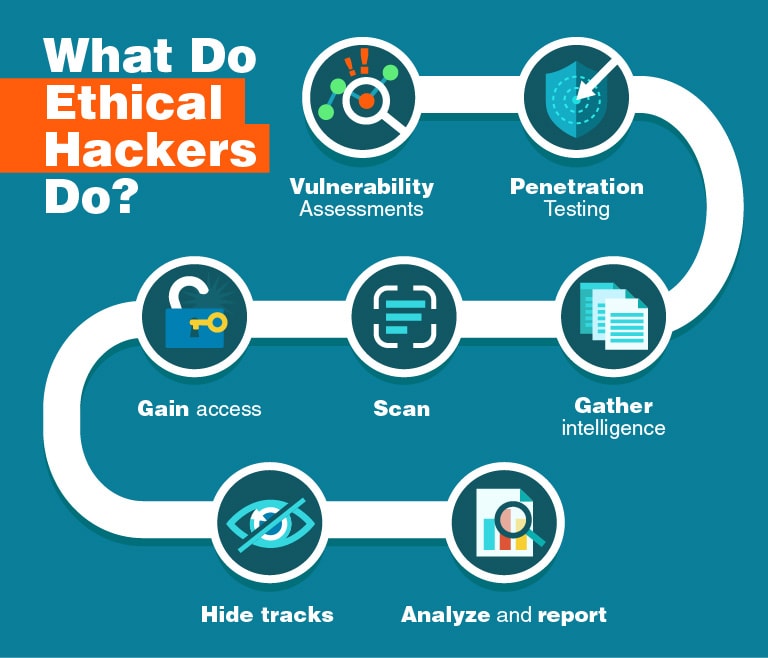 What Do
Ethical
Hackers
Do?
Vulnerability
Assessments
Penetration
Testing
Gain access
Scan
Gather
intelligence
Hide tracks
Analyze and report